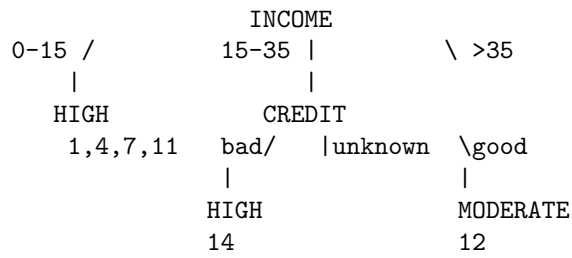 INCOME
0-15 / 15-35 | \ >35
| |
HIGH CREDIT
1,4,7,11 bad/ |unknown \good
| |
HIGH MODERATE
14 12